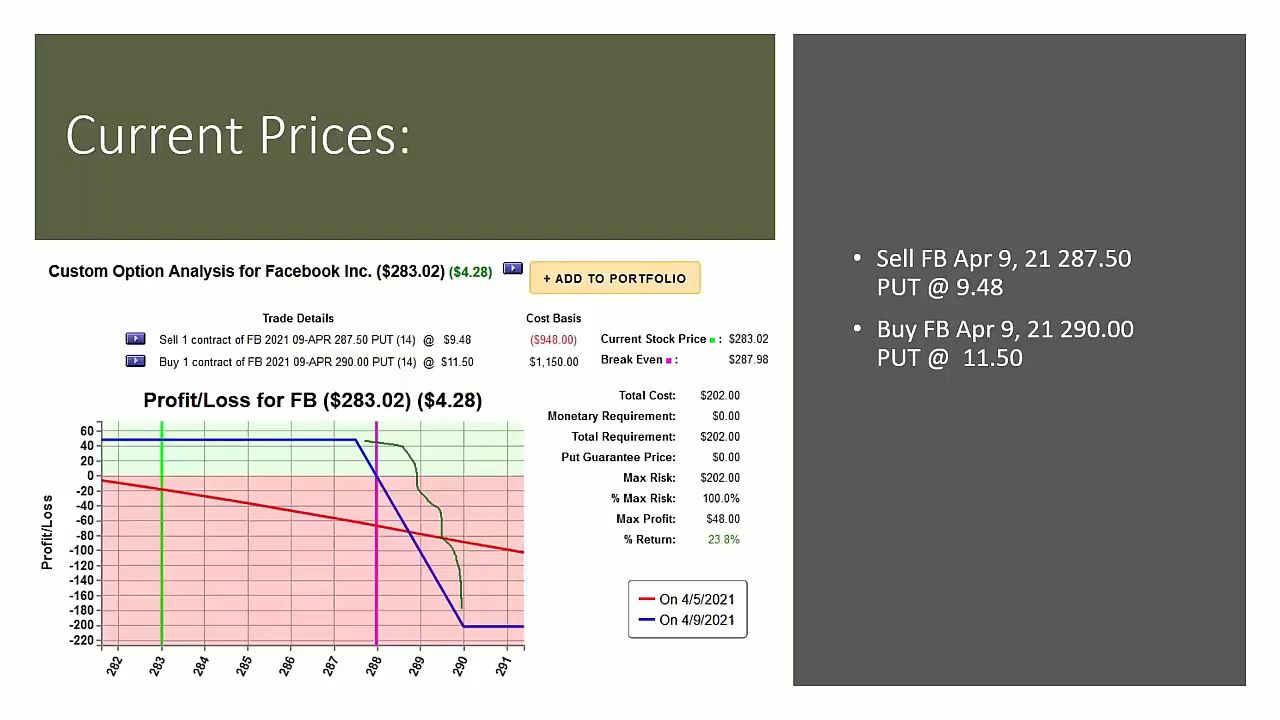 Current Prices:
Custom Option Analysis for Facebook Inc. ($283.02) ($4.28)
+ ADD TO PORTFOLIO
Trade Details
Cost Basis
Sell 1 contract of FB 2021 09-APR 287.50 PUT (14) @ $9.48
($948.00)
Buy 1 contract of FB 2021 09-APR 290.00 PUT (14) @ $11.50
$1,150.00
Current Stock Price : $283.02
Break Even : $287.98
Profit/Loss for FB ($283.02) ($4.28)
60
40
20
0
-20
-40
-60
-80
-100
-120
-140
-160
-180
-200
-220
Profit/Loss
282
283
284
285
286
287
288
289
290
291
Total Cost: $202.00
Monetary Requirement: $0.00
Total Requirement: $202.00
Put Guarantee Price: $0.00
Max Risk: $202.00
% Max Risk: 100.0%
Max Profit: $48.00
% Return: 23.8%
On 4/5/2021
On 4/9/2021
• Sell FB Apr 9, 21 287.50
PUT @ 9.48
• Buy FB Apr 9, 21 290.00
PUT @ 11.50